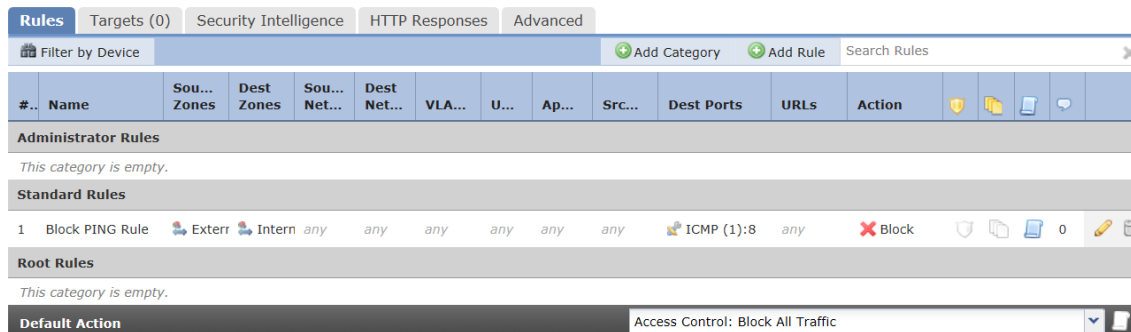 Rules Targets (0) Security Intelligence HTTP Responses Advanced
Filter by Device Add Category Add Rule Search Rules
#.. Name Sou... Zones Dest Zones Sou... Net... Dest Net... VLA... U... Ap... Src... Dest Ports URLs Action
Administrator Rules
This category is empty.
Standard Rules
1 Block PING Rule Extern Intern any any any any any any ICMP (1):8 any Block 0
Root Rules
This category is empty.
Default Action Access Control: Block All Traffic